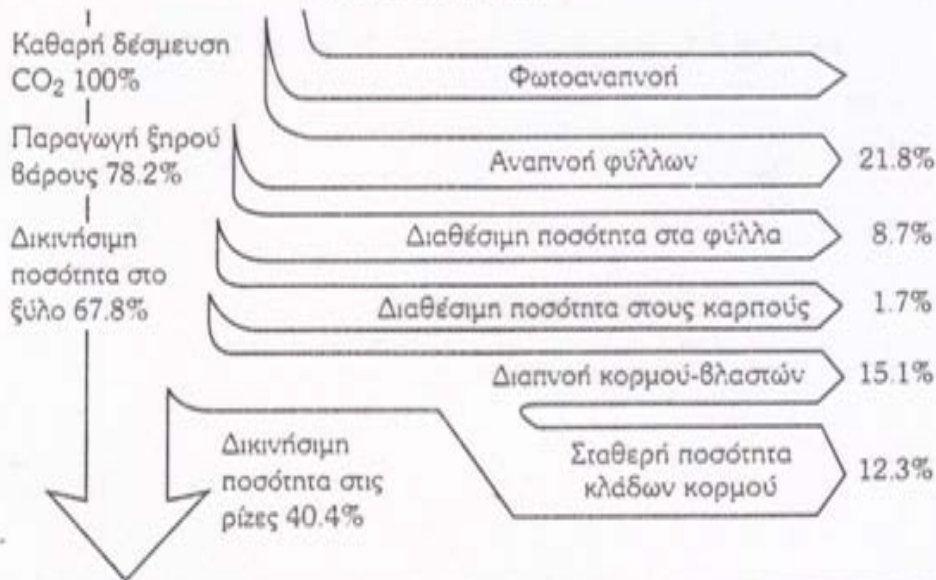 Καθαρή δέσμευση
CO2 100%
Φωτοαναπνοή
Παραγωγή ξηρού
βάρους 78.2%
Αναπνοή φύλλων
21.8%
Δικινήσιμη
ποσότητα στο
ξύλο 67.8%
Διαθέσιμη ποσότητα στα φύλλα
8.7%
Διαθέσιμη ποσότητα στους καρπούς
1.7%
Διαπνοή κορμού-βλαστών
15.1%
Δικινήσιμη
ποσότητα στις
ρίζες 40.4%
Σταθερή ποσότητα
κλάδων κορμού
12.3%